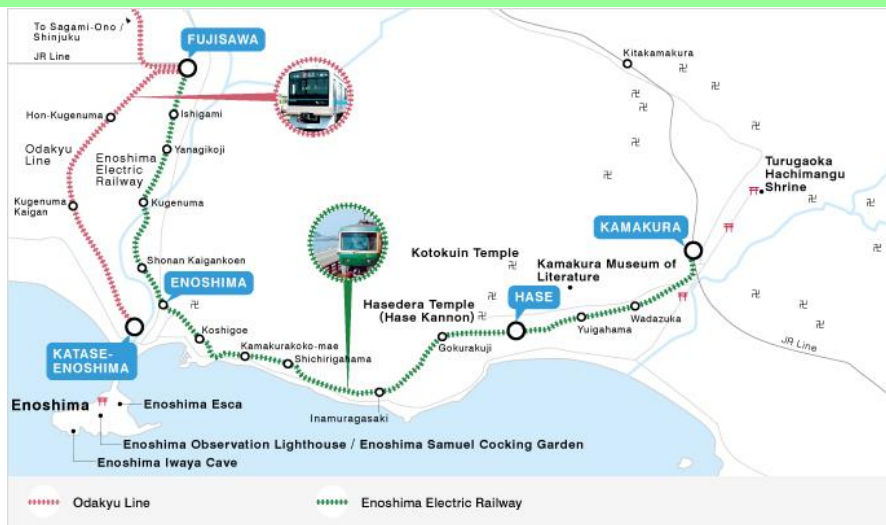 To Sagami-Ono /
Shinjuku
JR Line
FUJISAWA
Kitakamakura
Hon-Kugenuma
Ishigami
Odakyu
Line
Enoshima
Electric
Railway
Yanagikoji
Turugaoka
Hachimangu
Shrine
Kugenuma
Kaigan
Kugenuma
KAMAKURA
Kotokuin Temple
Kamakura Museum of
Literature
Shonan Kaigankoen
ENOSHIMA
Hasedera Temple
(Hase Kannon)
HASE
Wadazuka
Yuigahama
Koshigoe
Kamakurakoko-mae
Shichirigahama
Gokurakuji
JR Line
KATASE-
ENOSHIMA
Inamuragasaki
Enoshima
Enoshima Esca
Enoshima Observation Lighthouse / Enoshima Samuel Cocking Garden
Enoshima Iwaya Cave
Odakyu Line
Enoshima Electric Railway